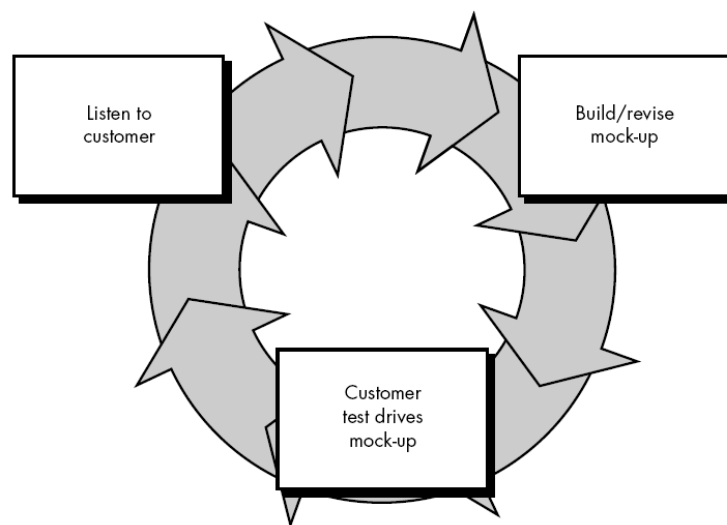 Listen to
customer
Build/revise
mock-up
Customer
test drives
mock-up